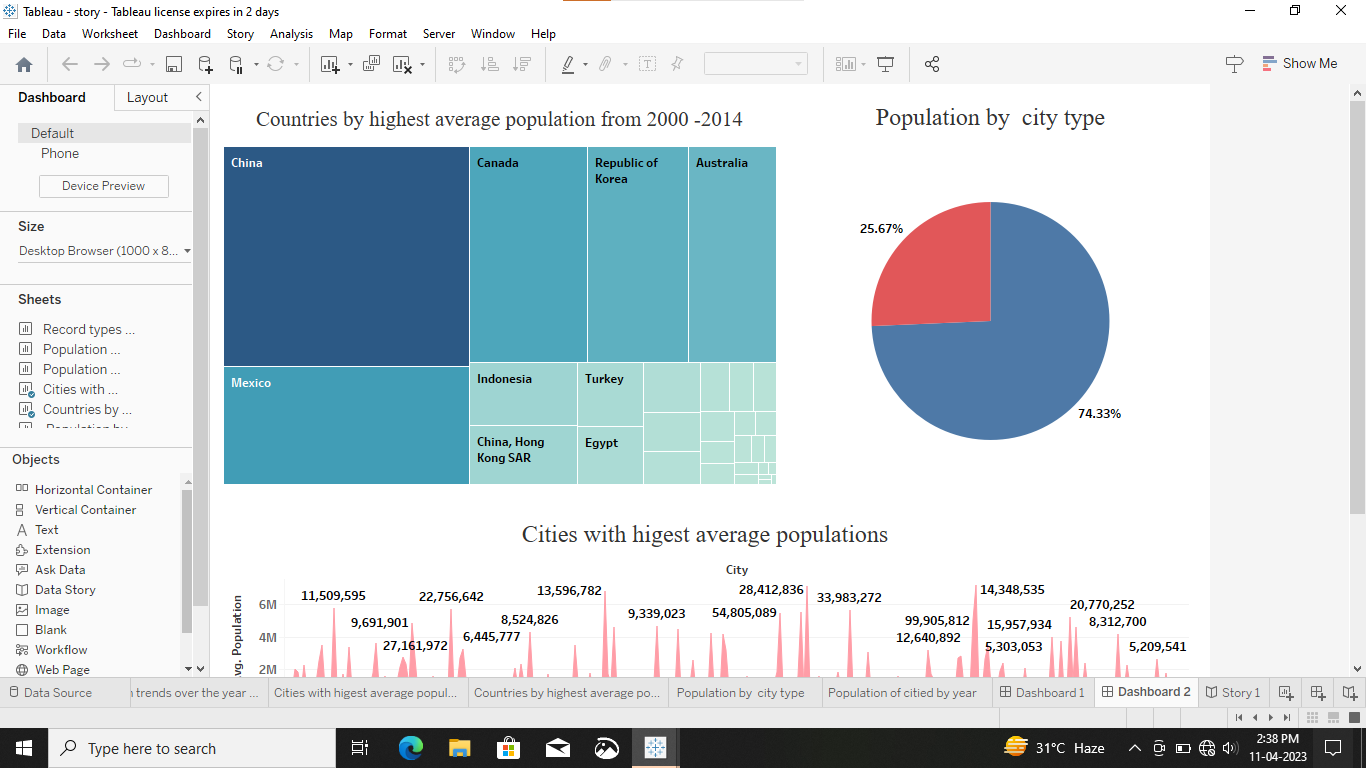 Tableau - story - Tableau license expires in 2 days
File Data Worksheet Dashboard Story Analysis Map Format Server Window Help
Show Me
Dashboard Layout
Default
Phone
Device Preview
Size
Desktop Browser (1000 x 8...
Sheets
Record types ...
Population ...
Population ...
Cities with ...
Countries by ...
Objects
Horizontal Container
Vertical Container
Text
Extension
Ask Data
Data Story
Image
Blank
Workflow
Web Page
Countries by highest average population from 2000 -2014
China
Canada
Republic of
Korea
Australia
Mexico
Indonesia
Turkey
China, Hong
Kong SAR
Egypt
Population by  city type
25.67%
74.33%
Cities with higest average populations
City
6M
4M
2M
vg. Population
11,509,595
9,691,901
27,161,972
22,756,642
6,445,777
8,524,826
13,596,782
9,339,023
54,805,089
28,412,836
33,983,272
99,905,812
12,640,892
14,348,535
15,957,934
5,303,053
20,770,252
8,312,700
5,209,541
Data Source
trends over the year ...
Cities with higest average popul...
Countries by highest average po...
Population by  city type
Population of citied by year
Dashboard 1
Dashboard 2
Story 1
Type here to search
31°C Haze
2:38 PM
11-04-2023